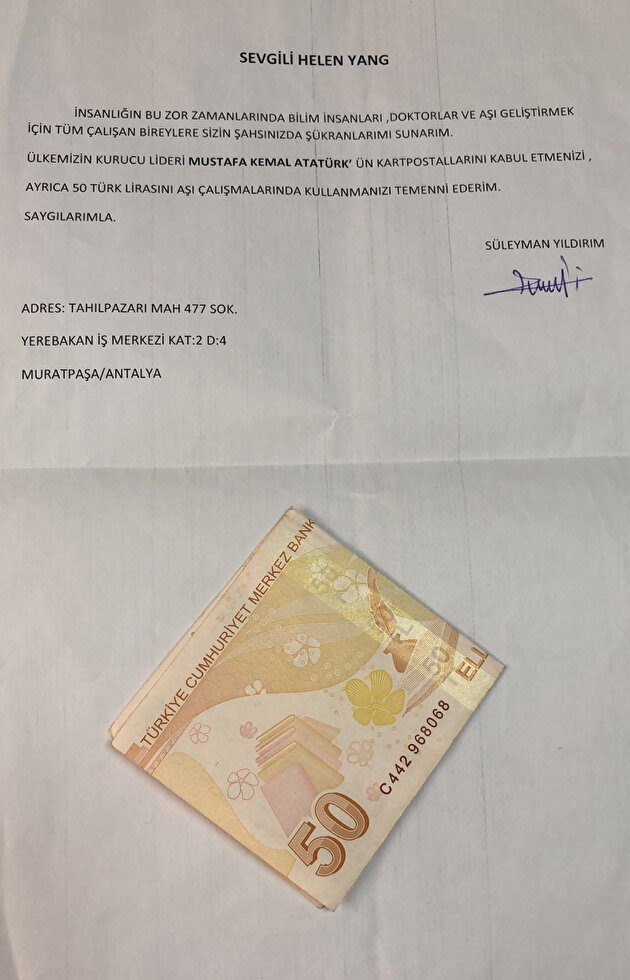 SEVGİLİ HELEN YANG
İNSANLIĞIN BU ZOR ZAMANLARINDA BİLİM İNSANLARI ,DOKTORLAR VE AŞI GELİŞTİRMEK
İÇİN TÜM ÇALIŞAN BİREYLERE SİZİN ŞAHSINIZDA ŞÜKRANLARIMI SUNARIM.
ÜLKEMİZİN KURUCU LİDERİ MUSTAFA KEMAL ATATÜRK’ ÜN KARTPOSTALLARINI KABUL ETMENİZİ ,
AYRICA 50 TÜRK LİRASINI AŞI ÇALIŞMALARINDA KULLANMANIZI TEMENNİ EDERİM.
SAYGILARIMLA.
SÜLEYMAN YILDIRIM
ADRES: TAHILPAZARI MAH 477 SOK.
YEREBAKAN İŞ MERKEZİ KAT:2 D:4
MURATPAŞA/ANTALYA
TÜRKİYE CUMHURİYET MERKEZ BANK
50
ELL
C442 968068
50